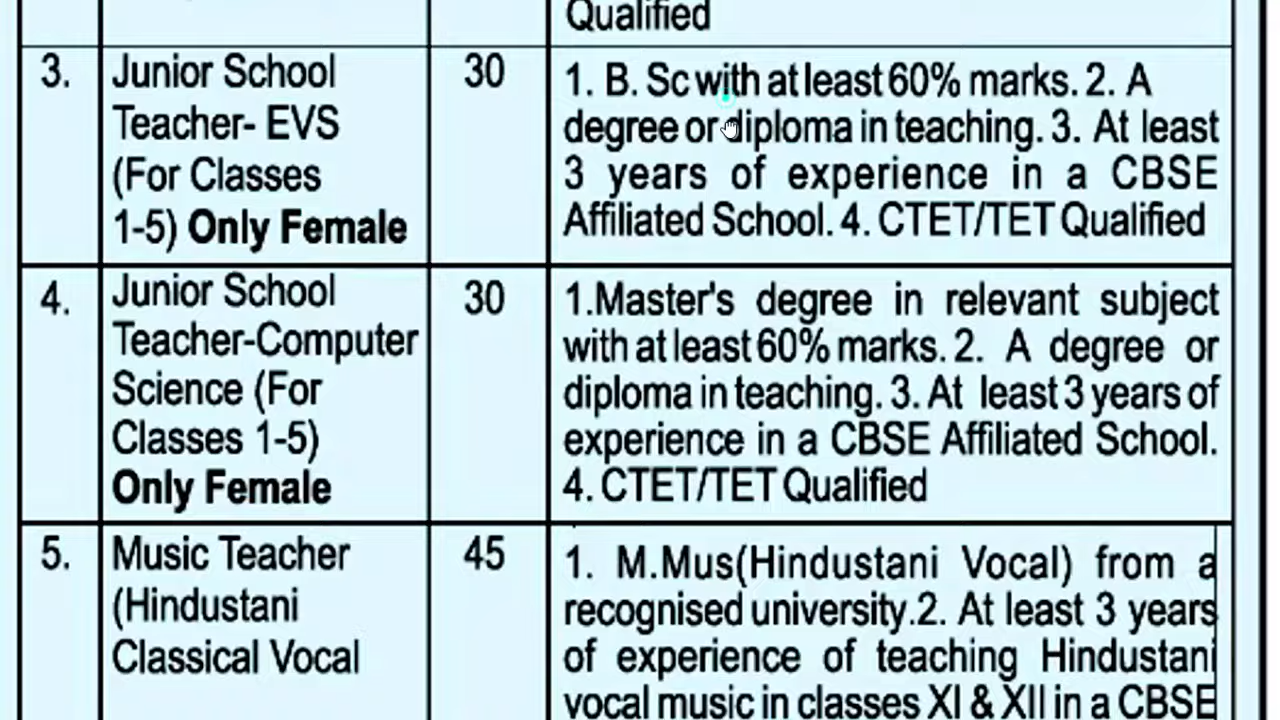 Qualified
3.
Junior School
Teacher- EVS
(For Classes
1-5) Only Female
30
1. B. Sc with at least 60% marks. 2. A
degree or diploma in teaching. 3. At least
3 years of experience in a CBSE
Affiliated School. 4. CTET/TET Qualified
4.
Junior School
Teacher-Computer
Science (For
Classes 1-5)
Only Female
30
1.Master's degree in relevant subject
with at least 60% marks. 2. A degree or
diploma in teaching. 3. At least 3 years of
experience in a CBSE Affiliated School.
4. CTET/TET Qualified
5.
Music Teacher
(Hindustani
Classical Vocal
45
1. M.Mus(Hindustani Vocal) from a
recognised university.2. At least 3 years
of experience of teaching Hindustani
vocal music in classes XI & XII in a CBSE